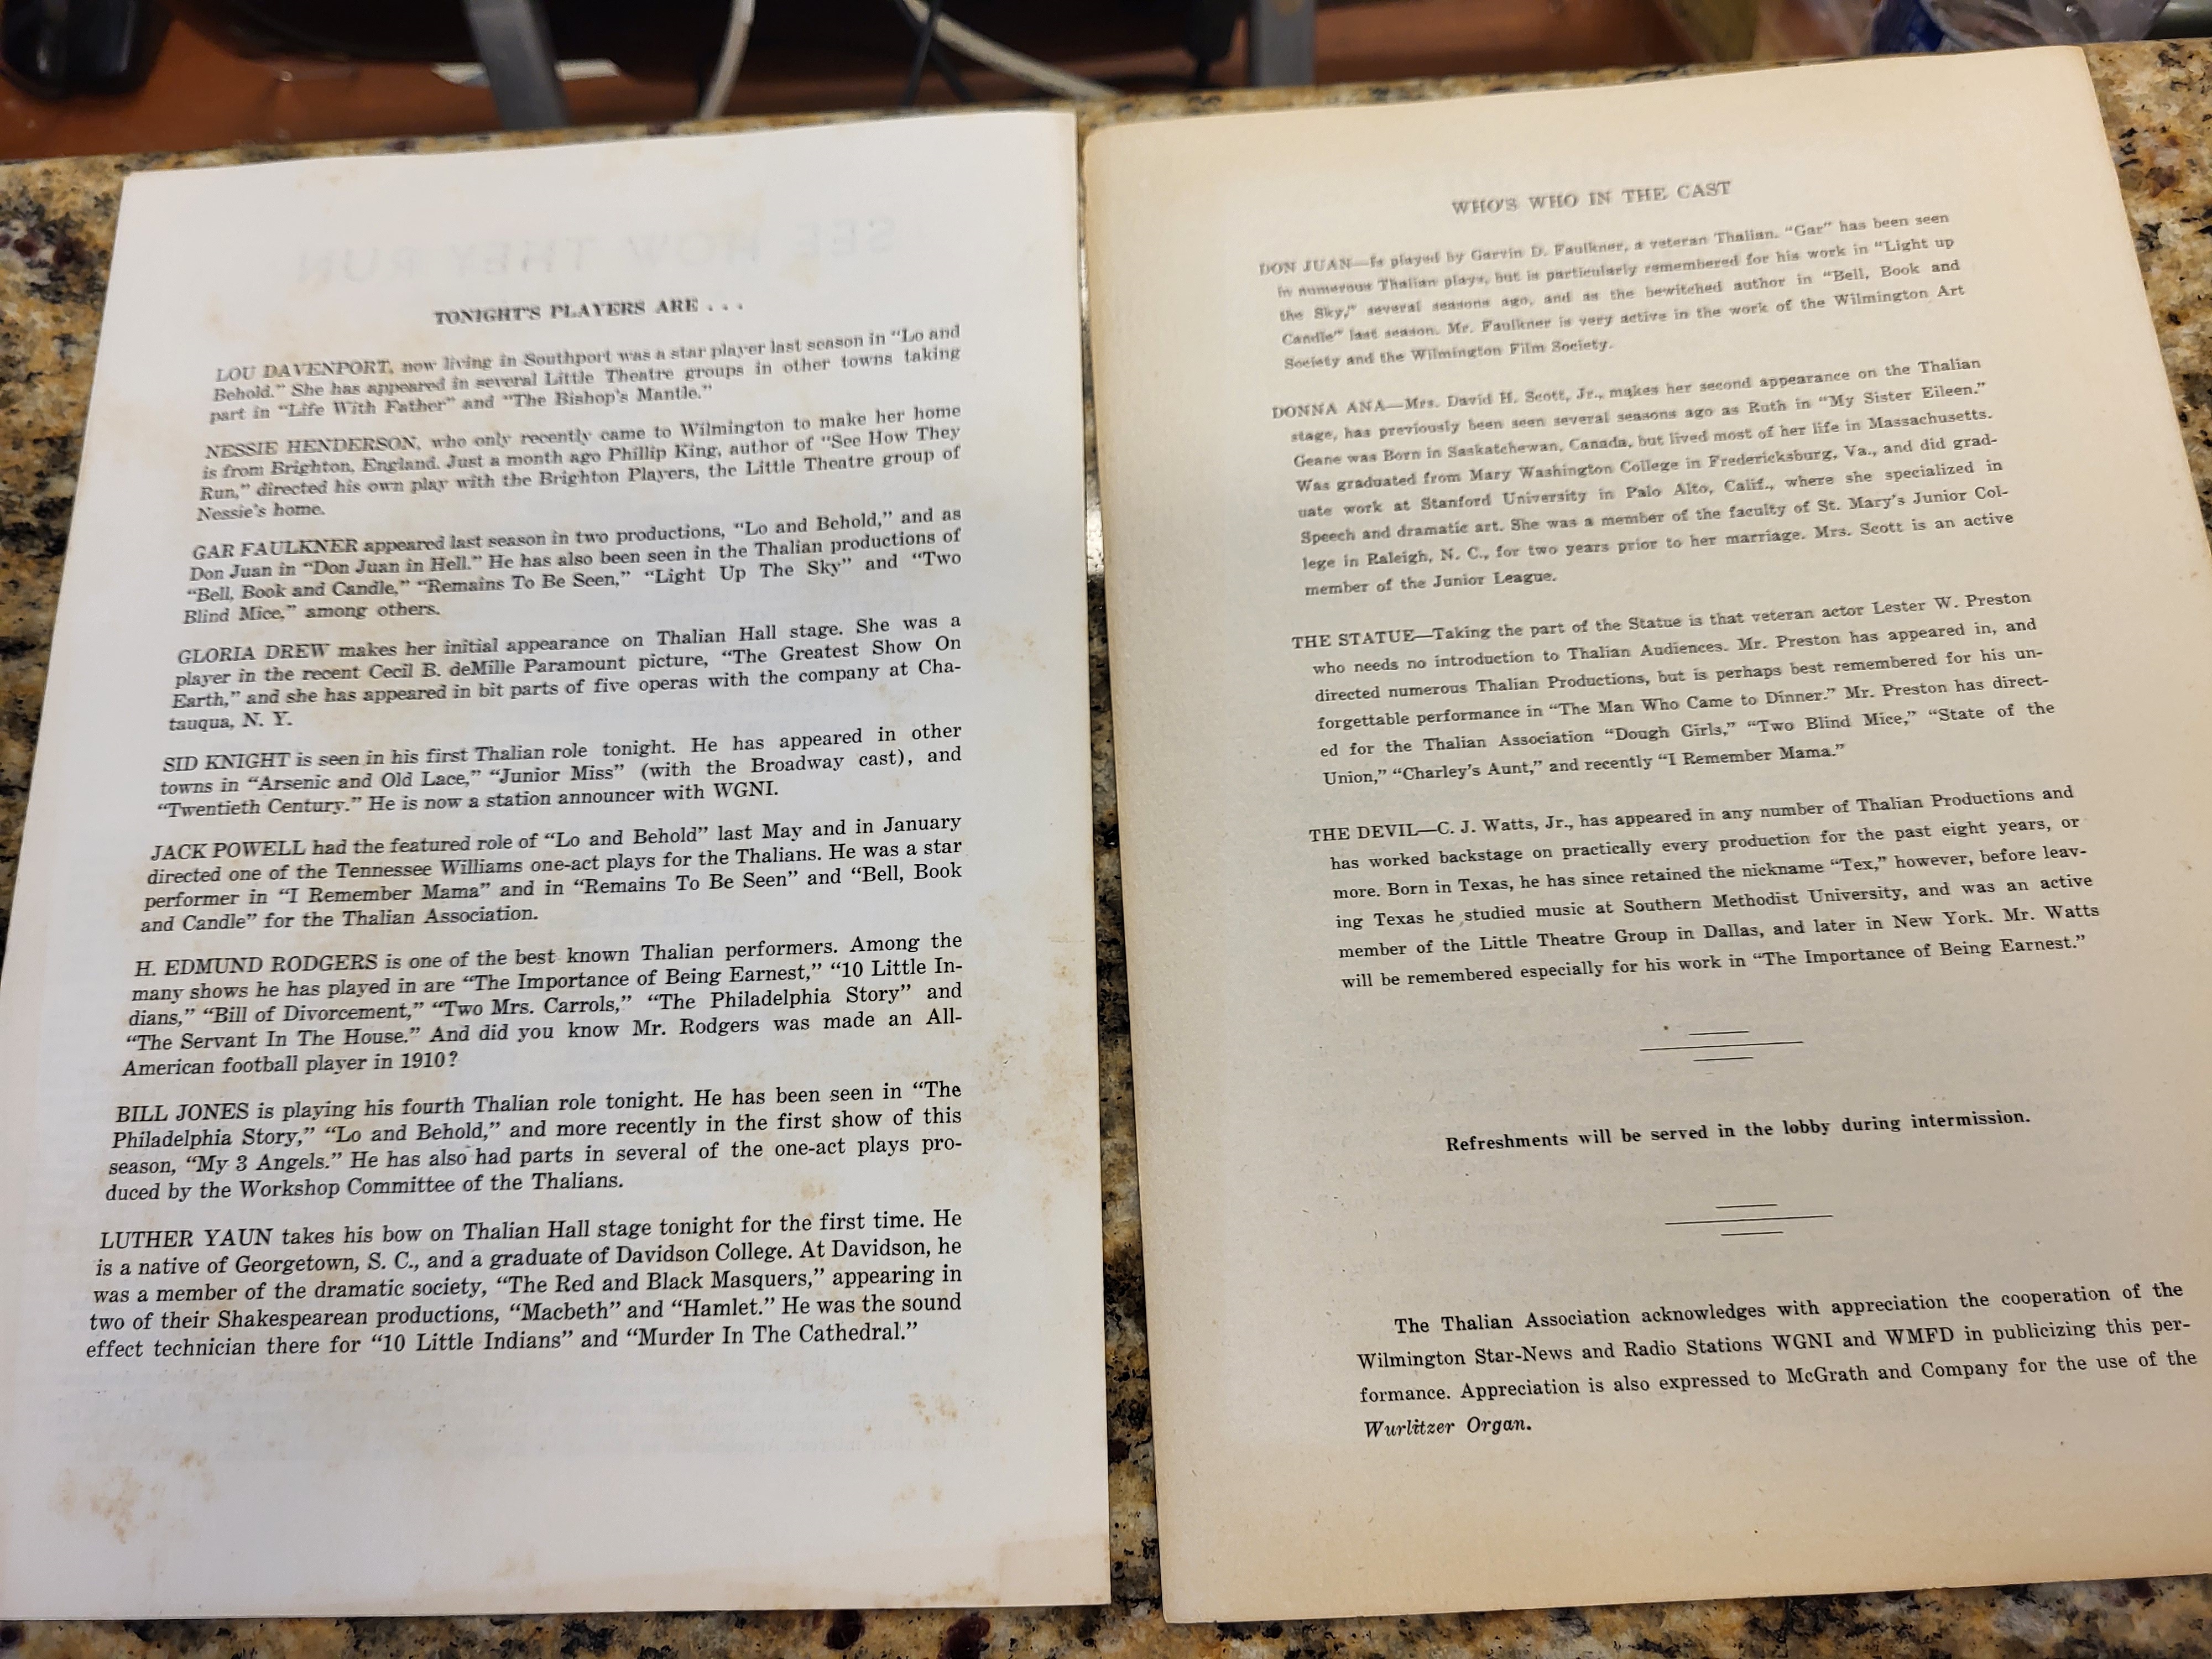 SEE HOW THEY RUN
TONIGHT'S PLAYERS ARE . . .
LOU DAVENPORT, now living in Southport was a star player last season in "Lo and
Behold." She has appeared in several Little Theatre groups in other towns taking
part in "Life With Father" and "The Bishop's Mantle."
NESSIE HENDERSON, who only recently came to Wilmington to make her home
is from Brighton, England. Just a month ago Phillip King, author of "See How They
Run," directed his own play with the Brighton Players, the Little Theatre group of
Nessie's home.
GAR FAULKNER appeared last season in two productions, "Lo and Behold," and as
Don Juan in "Don Juan in Hell." He has also been seen in the Thalian productions of
"Bell, Book and Candle," "Remains To Be Seen," "Light Up The Sky" and "Two
Blind Mice," among others.
GLORIA DREW makes her initial appearance on Thalian Hall stage. She was a
player in the recent Cecil B. deMille Paramount picture, "The Greatest Show On
Earth," and she has appeared in bit parts of five operas with the company at Cha-
tauqua, N. Y.
SID KNIGHT is seen in his first Thalian role tonight. He has appeared in other
towns in "Arsenic and Old Lace," "Junior Miss" (with the Broadway cast), and
"Twentieth Century." He is now a station announcer with WGNI.
JACK POWELL had the featured role of "Lo and Behold" last May and in January
directed one of the Tennessee Williams one-act plays for the Thalians. He was a star
performer in "I Remember Mama" and in "Remains To Be Seen" and "Bell, Book
and Candle" for the Thalian Association.
H. EDMUND RODGERS is one of the best known Thalian performers. Among the
many shows he has played in are "The Importance of Being Earnest," "10 Little In-
dians," "Bill of Divorcement," "Two Mrs. Carrols," "The Philadelphia Story" and
"The Servant In The House." And did you know Mr. Rodgers was made an All-
American football player in 1910?
BILL JONES is playing his fourth Thalian role tonight. He has been seen in "The
Philadelphia Story," "Lo and Behold," and more recently in the first show of this
season, "My 3 Angels." He has also had parts in several of the one-act plays pro-
duced by the Workshop Committee of the Thalians.
LUTHER YAUN takes his bow on Thalian Hall stage tonight for the first time. He
is a native of Georgetown, S. C., and a graduate of Davidson College. At Davidson, he
was a member of the dramatic society, "The Red and Black Masquers," appearing in
two of their Shakespearean productions, "Macbeth" and "Hamlet." He was the sound
effect technician there for "10 Little Indians" and "Murder In The Cathedral."
WHO'S WHO IN THE CAST
DON JUAN—Is played by Garvin D. Faulkner, a veteran Thalian. "Gar" has been seen
in numerous Thalian plays, but is particularly remembered for his work in "Light up
the Sky," several seasons ago, and as the bewitched author in "Bell, Book and
Candle" last season. Mr. Faulkner is very active in the work of the Wilmington Art
Society and the Wilmington Film Society.
DONNA ANA—Mrs. David H. Scott, Jr., makes her second appearance on the Thalian
stage, has previously been seen several seasons ago as Ruth in "My Sister Eileen."
Geane was Born in Saskatchewan, Canada, but lived most of her life in Massachusetts.
Was graduated from Mary Washington College in Fredericksburg, Va., and did grad-
uate work at Stanford University in Palo Alto, Calif., where she specialized in
Speech and dramatic art. She was a member of the faculty of St. Mary's Junior Col-
lege in Raleigh, N. C., for two years prior to her marriage. Mrs. Scott is an active
member of the Junior League.
THE STATUE—Taking the part of the Statue is that veteran actor Lester W. Preston
who needs no introduction to Thalian Audiences. Mr. Preston has appeared in, and
directed numerous Thalian Productions, but is perhaps best remembered for his un-
forgettable performance in "The Man Who Came to Dinner." Mr. Preston has direct-
ed for the Thalian Association "Dough Girls," "Two Blind Mice," "State of the
Union," "Charley's Aunt," and recently "I Remember Mama."
THE DEVIL—C. J. Watts, Jr., has appeared in any number of Thalian Productions and
has worked backstage on practically every production for the past eight years, or
more. Born in Texas, he has since retained the nickname "Tex," however, before leav-
ing Texas he studied music at Southern Methodist University, and was an active
member of the Little Theatre Group in Dallas, and later in New York. Mr. Watts
will be remembered especially for his work in "The Importance of Being Earnest."
Refreshments will be served in the lobby during intermission.
The Thalian Association acknowledges with appreciation the cooperation of the
Wilmington Star-News and Radio Stations WGNI and WMFD in publicizing this per-
formance. Appreciation is also expressed to McGrath and Company for the use of the
Wurlitzer Organ.